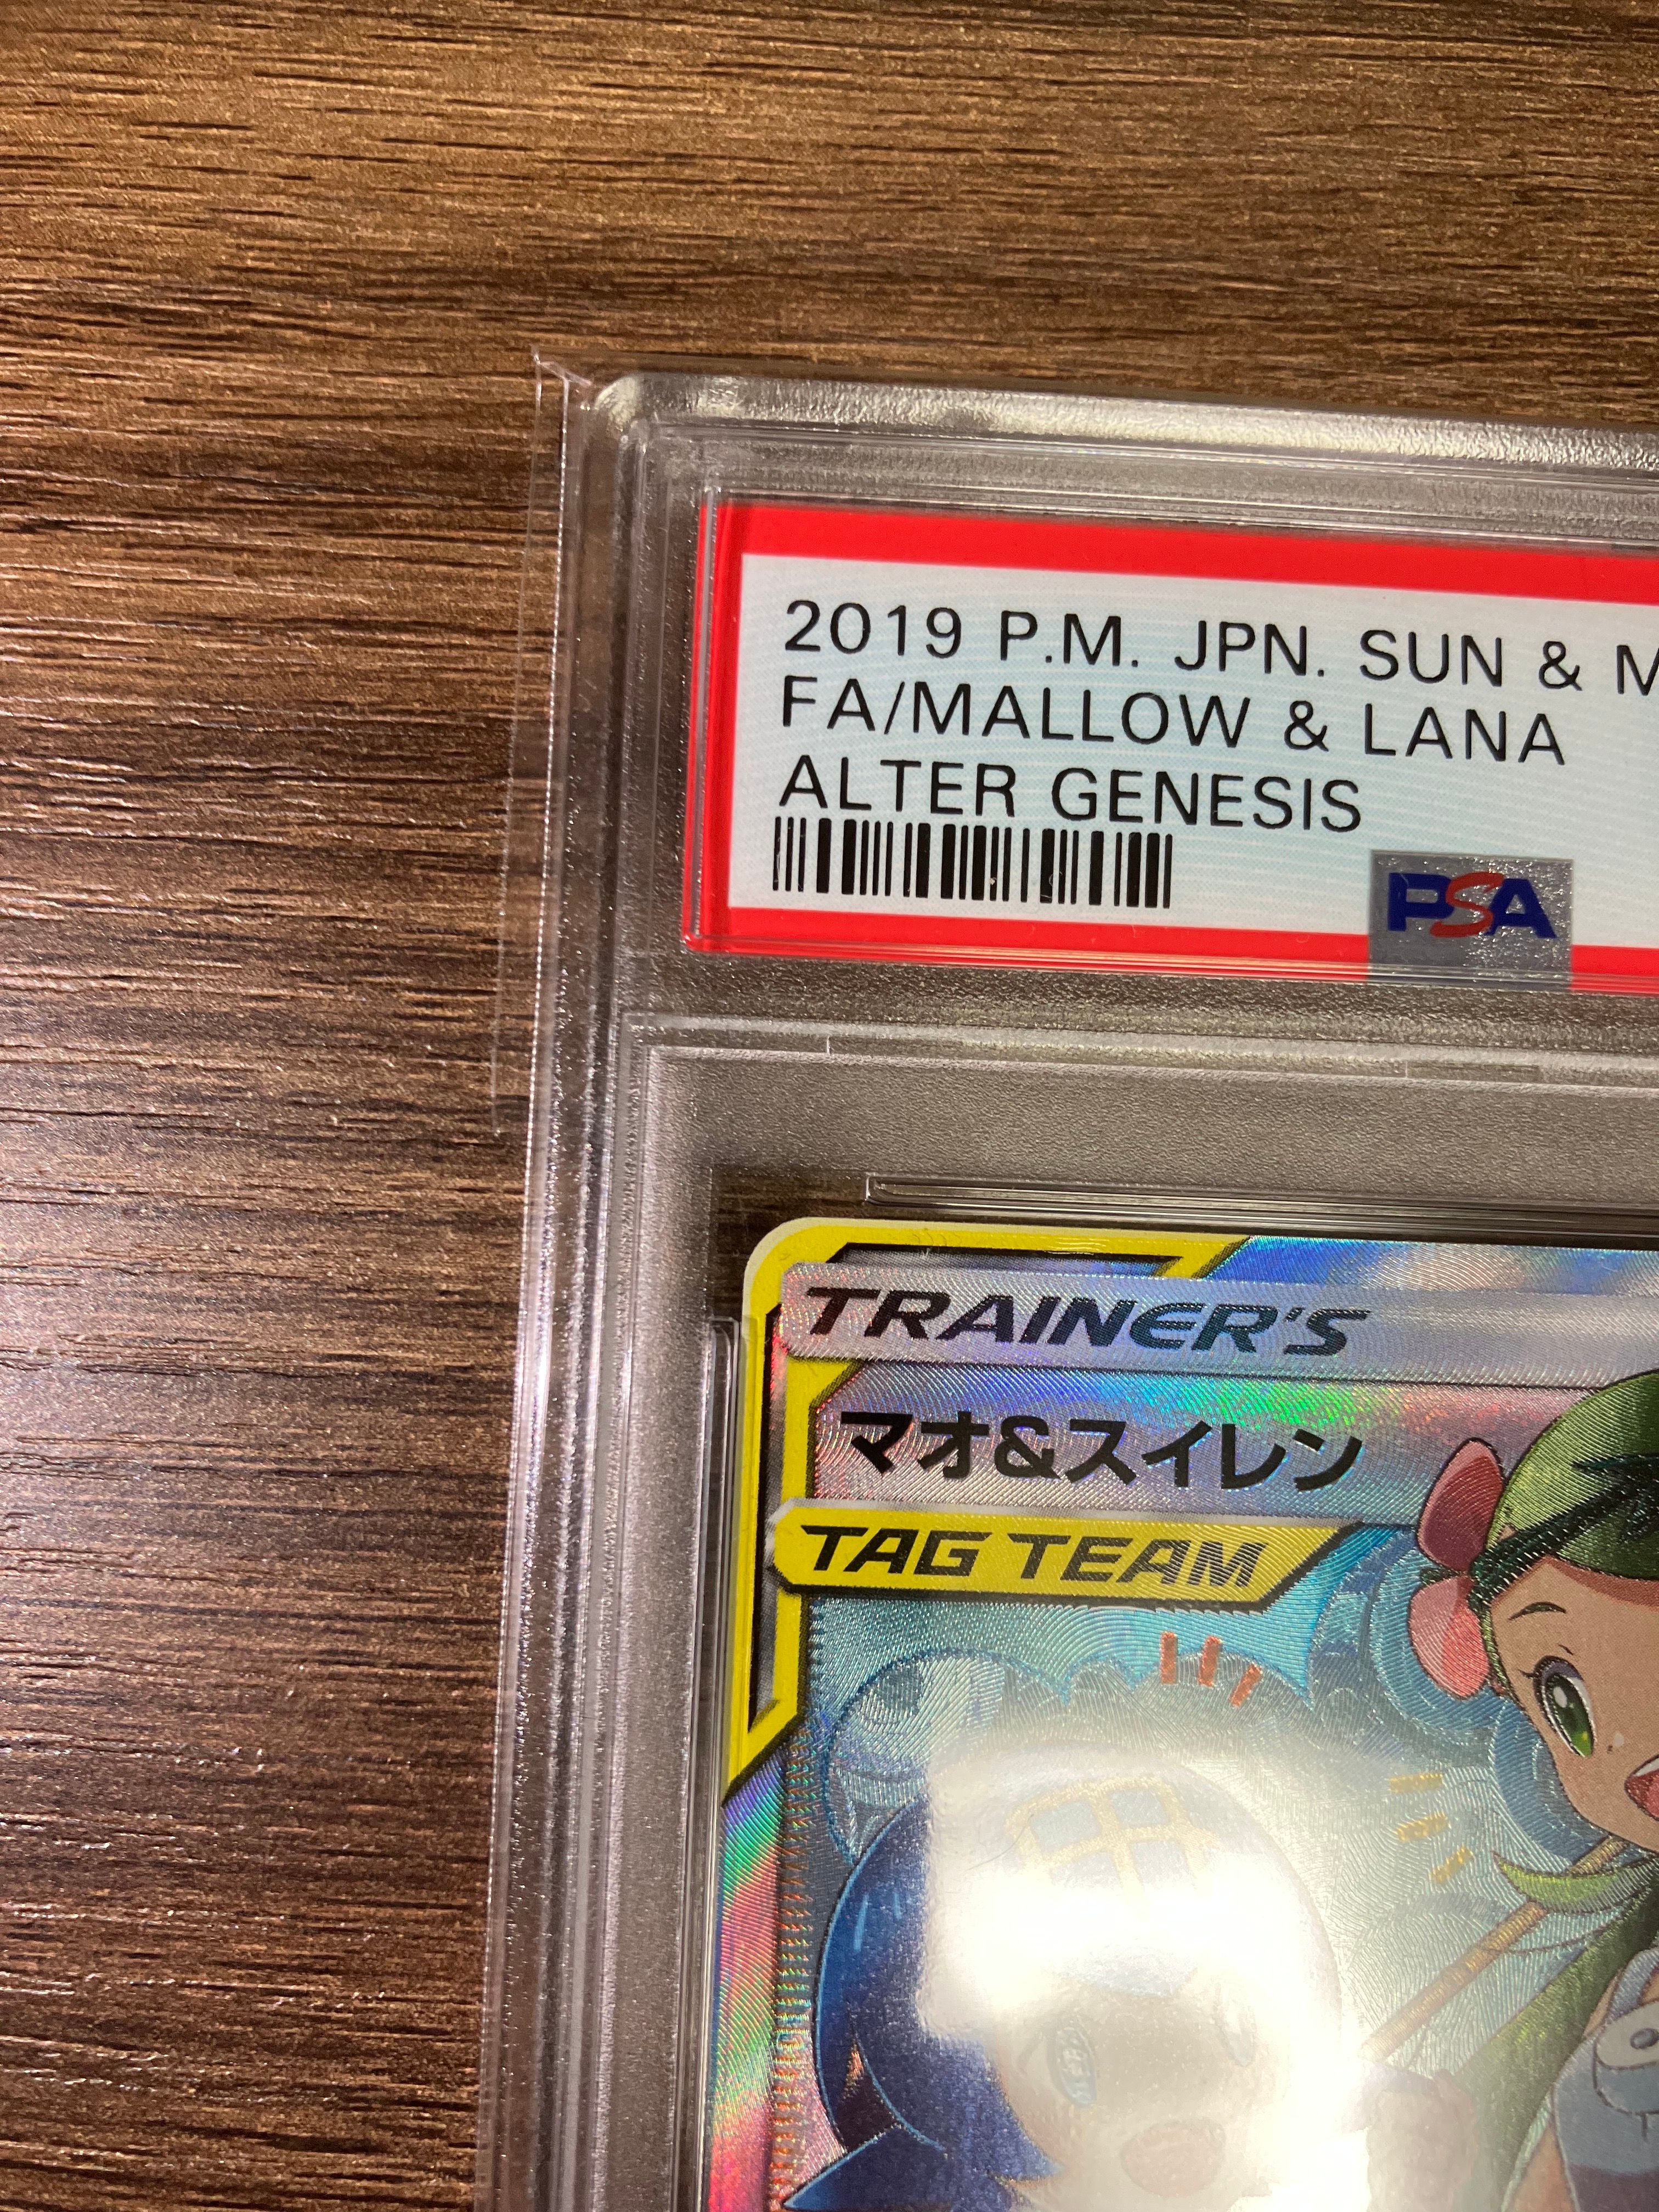 2019 P.M. JPN. SUN & M
FA/MALLOW & LANA
ALTER GENESIS
PSA
TRAINER'S
マオ&スイレン
TAG TEAM